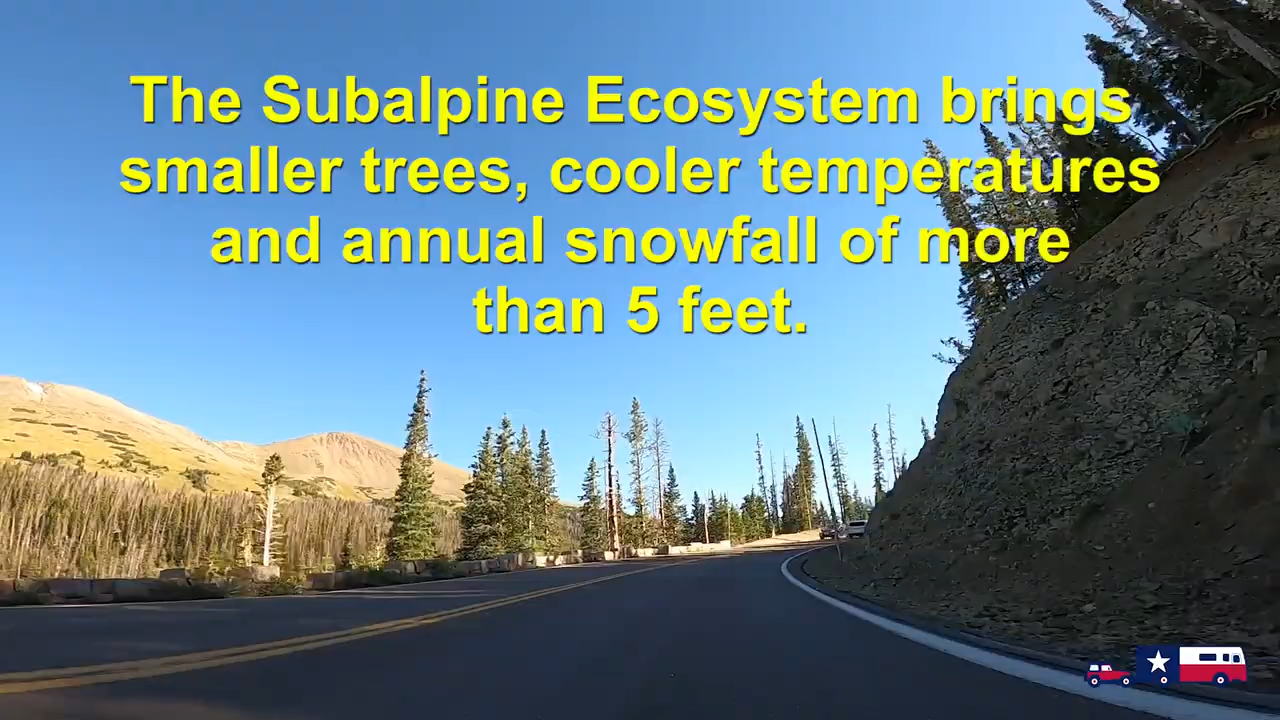 The Subalpine Ecosystem brings
smaller trees, cooler temperatures
and annual snowfall of more
than 5 feet.